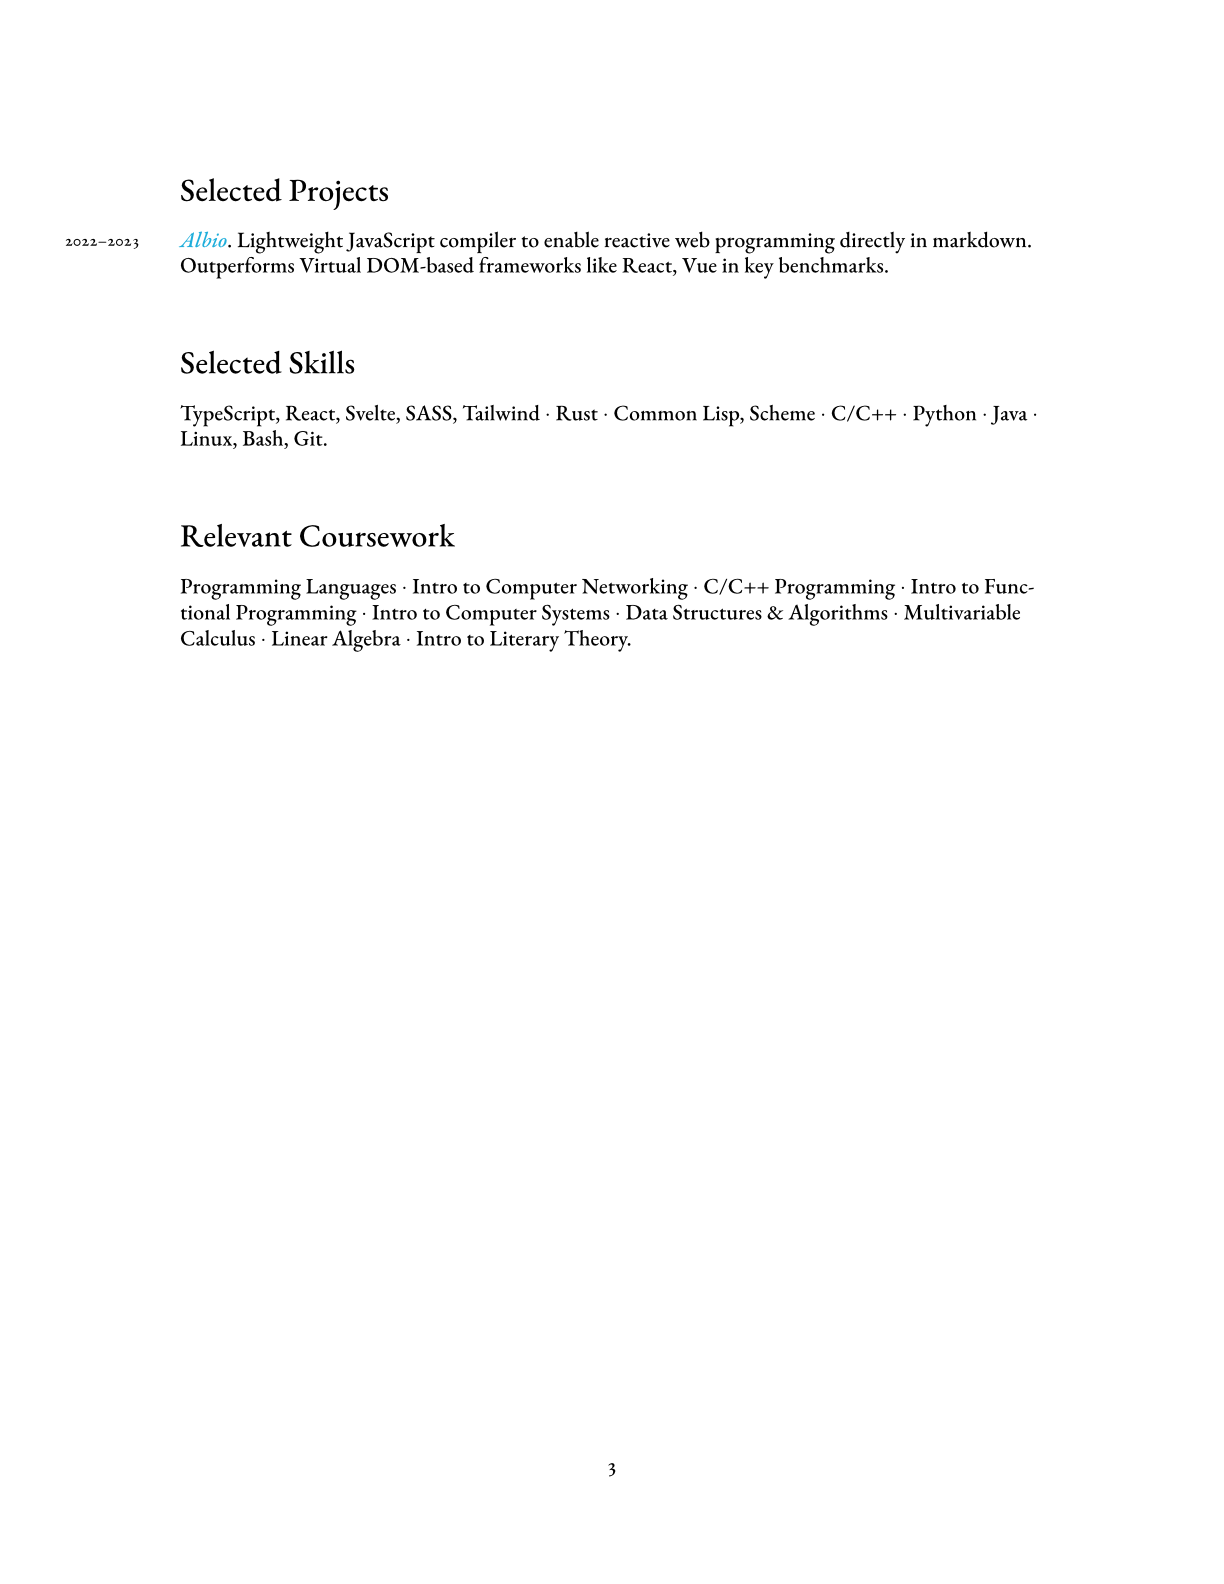 Selected Projects
2022–2023 Albio. Lightweight JavaScript compiler to enable reactive web programming directly in markdown.
Outperforms Virtual DOM-based frameworks like React, Vue in key benchmarks.
Selected Skills
TypeScript, React, Svelte, SASS, Tailwind · Rust · Common Lisp, Scheme · C/C++ · Python · Java ·
Linux, Bash, Git.
Relevant Coursework
Programming Languages · Intro to Computer Networking · C/C++ Programming · Intro to Func-
tional Programming · Intro to Computer Systems · Data Structures & Algorithms · Multivariable
Calculus · Linear Algebra · Intro to Literary Theory.
3